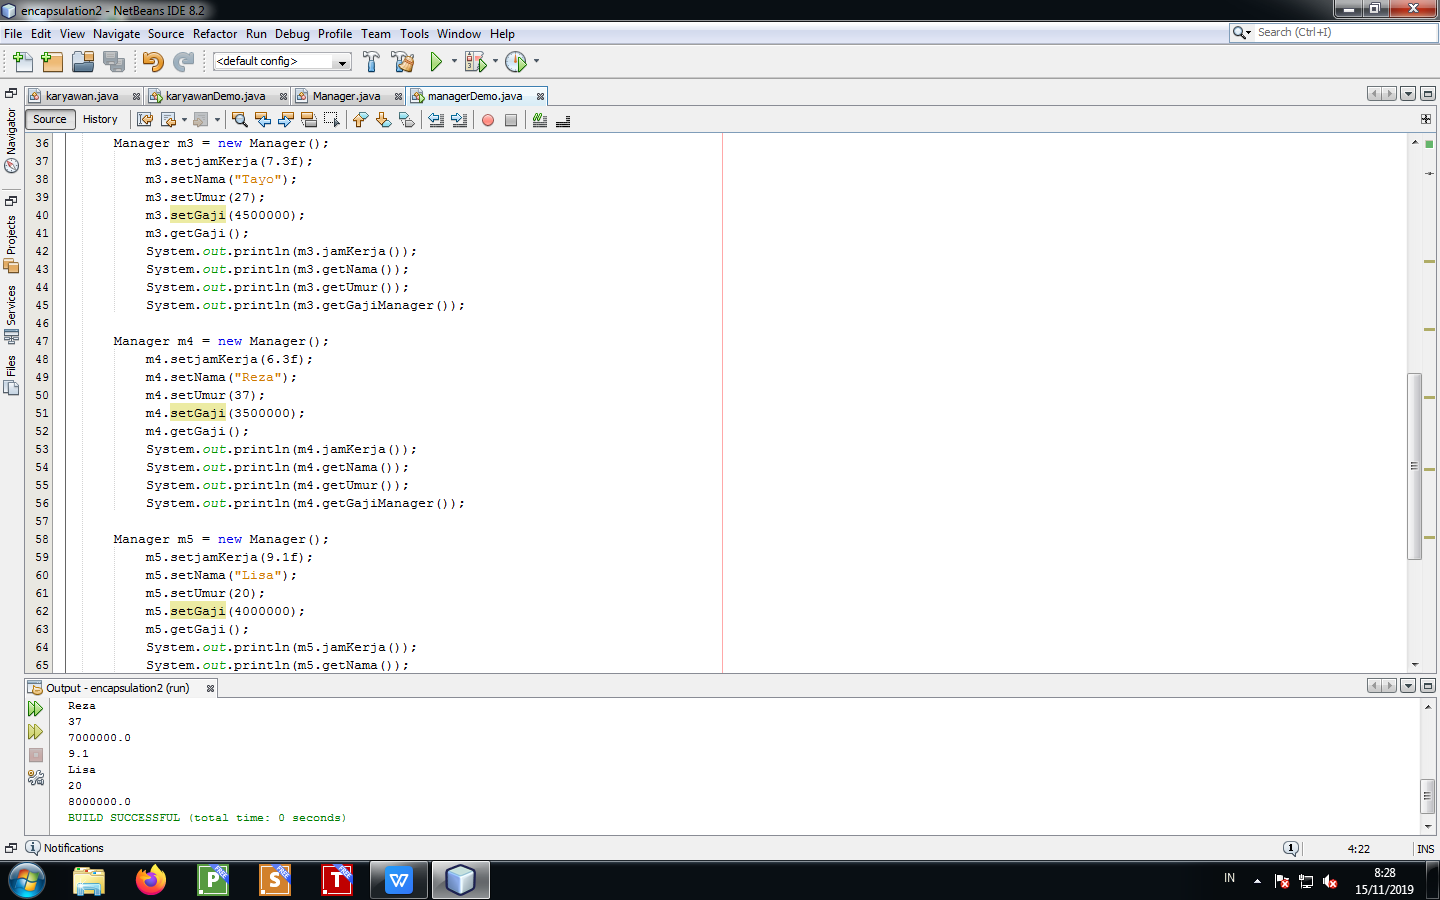 encapsulation2 - NetBeans IDE 8.2
File Edit View Navigate Source Refactor Run Debug Profile Team Tools Window Help
Search (Ctrl+I)
<default config>
karyawan.java karyawanDemo.java Manager.java managerDemo.java
Source History
Navigator
Projects
Services
Files
36 Manager m3 = new Manager();
37 m3.setjamKerja(7.3f);
38 m3.setNama("Tayo");
39 m3.setUmur(27);
40 m3.setGaji(4500000);
41 m3.getGaji();
42 System.out.println(m3.jamKerja());
43 System.out.println(m3.getNama());
44 System.out.println(m3.getUmur());
45 System.out.println(m3.getGajiManager());
46
47 Manager m4 = new Manager();
48 m4.setjamKerja(6.3f);
49 m4.setNama("Reza");
50 m4.setUmur(37);
51 m4.setGaji(3500000);
52 m4.getGaji();
53 System.out.println(m4.jamKerja());
54 System.out.println(m4.getNama());
55 System.out.println(m4.getUmur());
56 System.out.println(m4.getGajiManager());
57
58 Manager m5 = new Manager();
59 m5.setjamKerja(9.1f);
60 m5.setNama("Lisa");
61 m5.setUmur(20);
62 m5.setGaji(4000000);
63 m5.getGaji();
64 System.out.println(m5.jamKerja());
65 System.out.println(m5.getNama());
Output - encapsulation2 (run)
Reza
37
7000000.0
9.1
Lisa
20
8000000.0
BUILD SUCCESSFUL (total time: 0 seconds)
Notifications
1
4:22
INS
P FREE
S FREE
T FREE
W
IN
8:28
15/11/2019